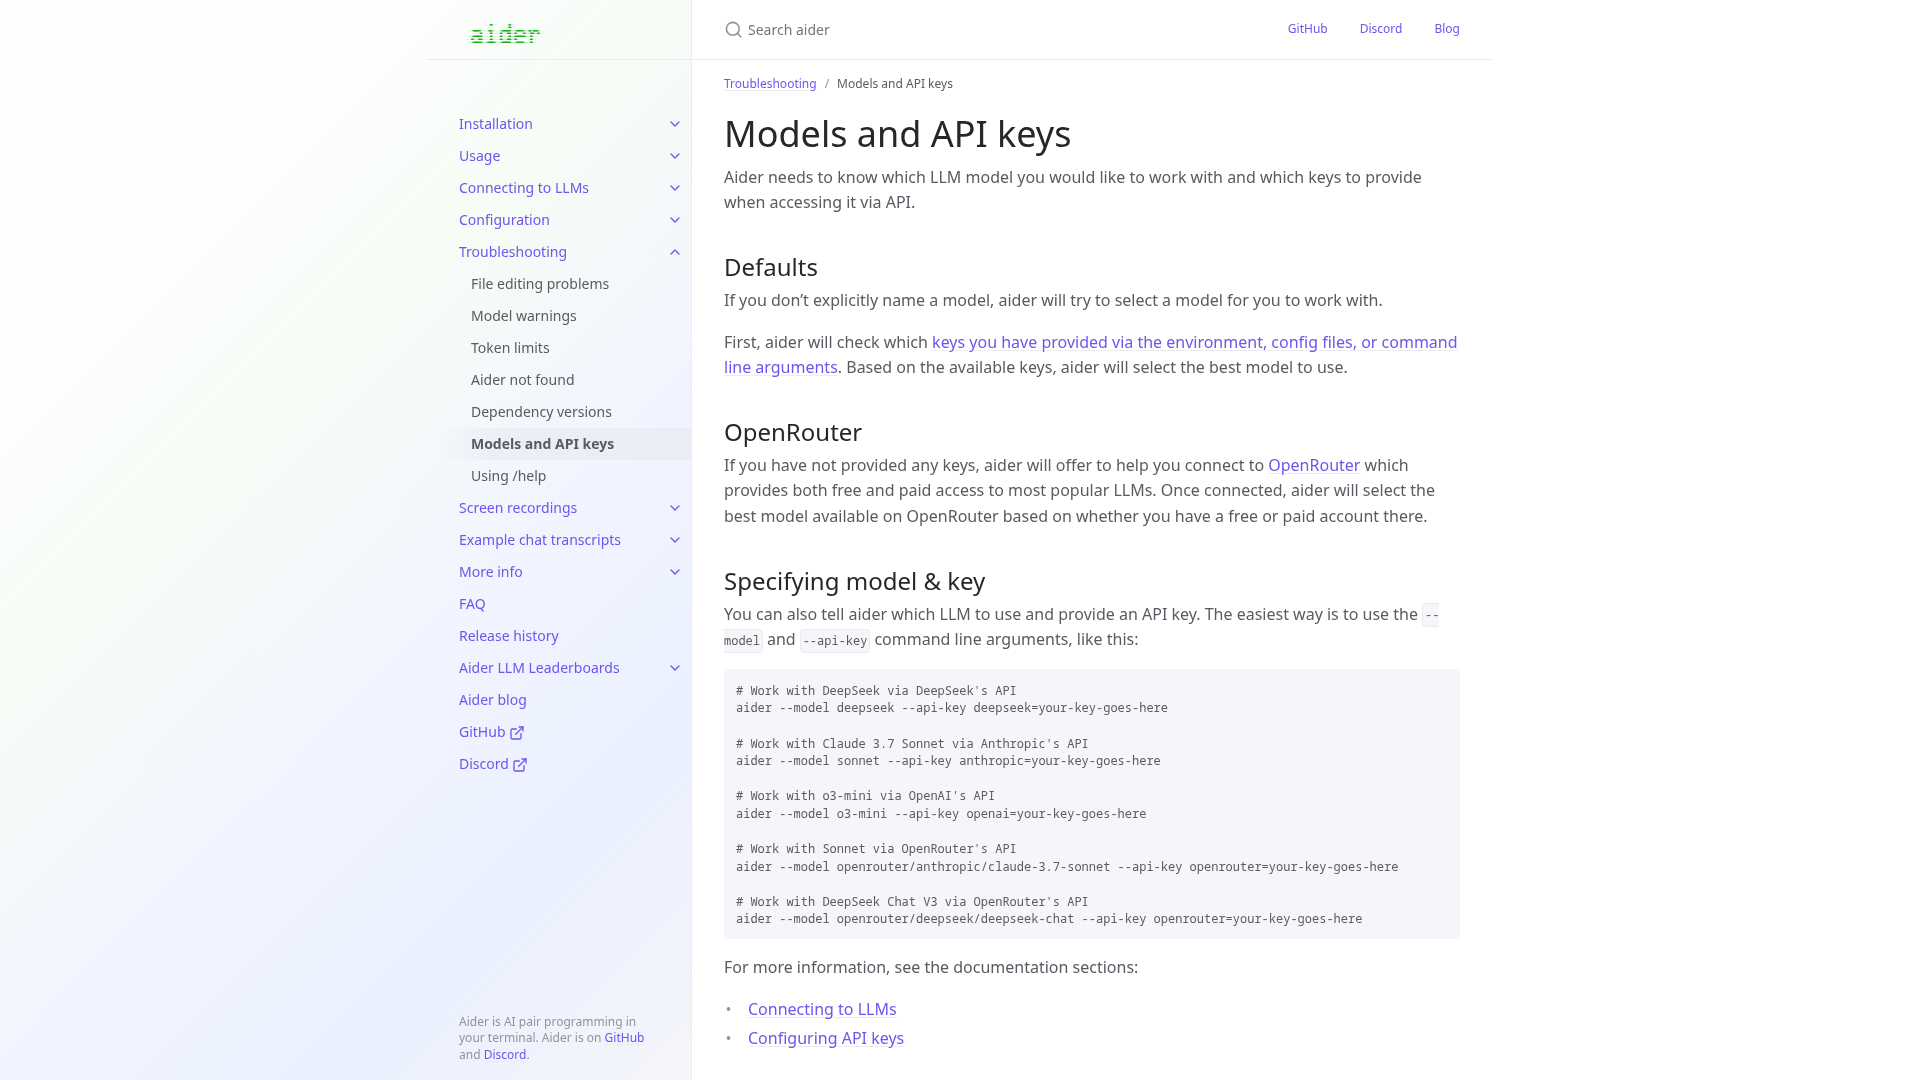 aider
Search aider
GitHub
Discord
Blog
Installation
Usage
Connecting to LLMs
Configuration
Troubleshooting
File editing problems
Model warnings
Token limits
Aider not found
Dependency versions
Models and API keys
Using /help
Screen recordings
Example chat transcripts
More info
FAQ
Release history
Aider LLM Leaderboards
Aider blog
GitHub
Discord
Aider is AI pair programming in
your terminal. Aider is on GitHub
and Discord.
Troubleshooting / Models and API keys
Models and API keys
Aider needs to know which LLM model you would like to work with and which keys to provide
when accessing it via API.
Defaults
If you don’t explicitly name a model, aider will try to select a model for you to work with.
First, aider will check which keys you have provided via the environment, config files, or command
line arguments. Based on the available keys, aider will select the best model to use.
OpenRouter
If you have not provided any keys, aider will offer to help you connect to OpenRouter which
provides both free and paid access to most popular LLMs. Once connected, aider will select the
best model available on OpenRouter based on whether you have a free or paid account there.
Specifying model & key
You can also tell aider which LLM to use and provide an API key. The easiest way is to use the --
model and --api-key command line arguments, like this:
# Work with DeepSeek via DeepSeek's API
aider --model deepseek --api-key deepseek=your-key-goes-here
# Work with Claude 3.7 Sonnet via Anthropic's API
aider --model sonnet --api-key anthropic=your-key-goes-here
# Work with o3-mini via OpenAI's API
aider --model o3-mini --api-key openai=your-key-goes-here
# Work with Sonnet via OpenRouter's API
aider --model openrouter/anthropic/claude-3.7-sonnet --api-key openrouter=your-key-goes-here
# Work with DeepSeek Chat V3 via OpenRouter's API
aider --model openrouter/deepseek/deepseek-chat --api-key openrouter=your-key-goes-here
For more information, see the documentation sections:
• Connecting to LLMs
• Configuring API keys